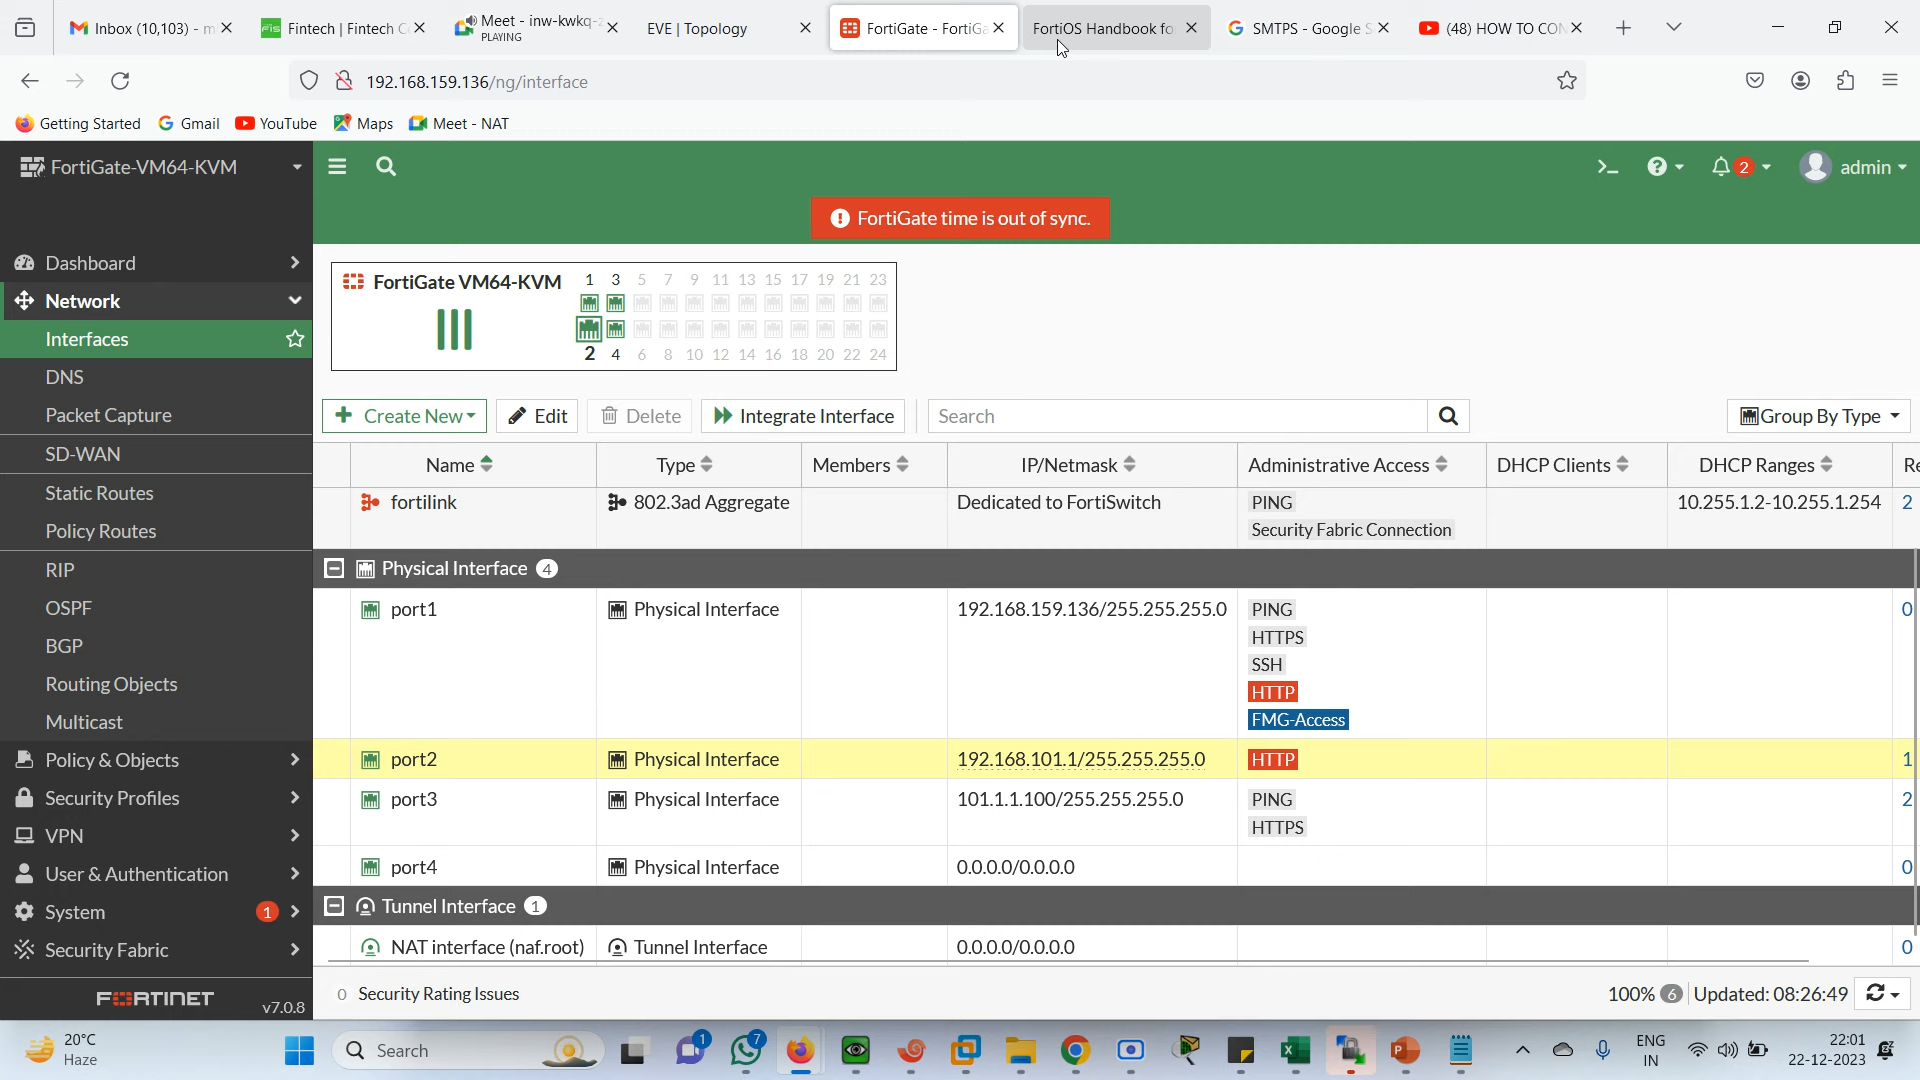 Inbox (10,103) - m
Fintech | Fintech C
Meet - inw-kwkq-z
PLAYING
EVE | Topology
FortiGate - FortiGa
FortiOS Handbook fo
SMTPS - Google S
(48) HOW TO CON
192.168.159.136/ng/interface
Getting Started
Gmail
YouTube
Maps
Meet - NAT
FortiGate-VM64-KVM
2
admin
FortiGate time is out of sync.
Dashboard
Network
Interfaces
DNS
Packet Capture
SD-WAN
Static Routes
Policy Routes
RIP
OSPF
BGP
Routing Objects
Multicast
Policy & Objects
Security Profiles
VPN
User & Authentication
System 1
Security Fabric
FORTINET v7.0.8
FortiGate VM64-KVM
1 3 5 7 9 11 13 15 17 19 21 23
2 4 6 8 10 12 14 16 18 20 22 24
Create New
Edit
Delete
Integrate Interface
Search
Group By Type
Name Type Members IP/Netmask Administrative Access DHCP Clients DHCP Ranges Re
fortilink 802.3ad Aggregate Dedicated to FortiSwitch PING 10.255.1.2-10.255.1.254 2
Security Fabric Connection
Physical Interface 4
port1 Physical Interface 192.168.159.136/255.255.255.0 PING 0
HTTPS
SSH
HTTP
FMG-Access
port2 Physical Interface 192.168.101.1/255.255.255.0 HTTP 1
port3 Physical Interface 101.1.1.100/255.255.255.0 PING 2
HTTPS
port4 Physical Interface 0.0.0.0/0.0.0.0 0
Tunnel Interface 1
NAT interface (naf.root) Tunnel Interface 0.0.0.0/0.0.0.0 0
0 Security Rating Issues
100% 6 Updated: 08:26:49
20°C
Haze
Search
1
7
ENG
IN
22:01
22-12-2023